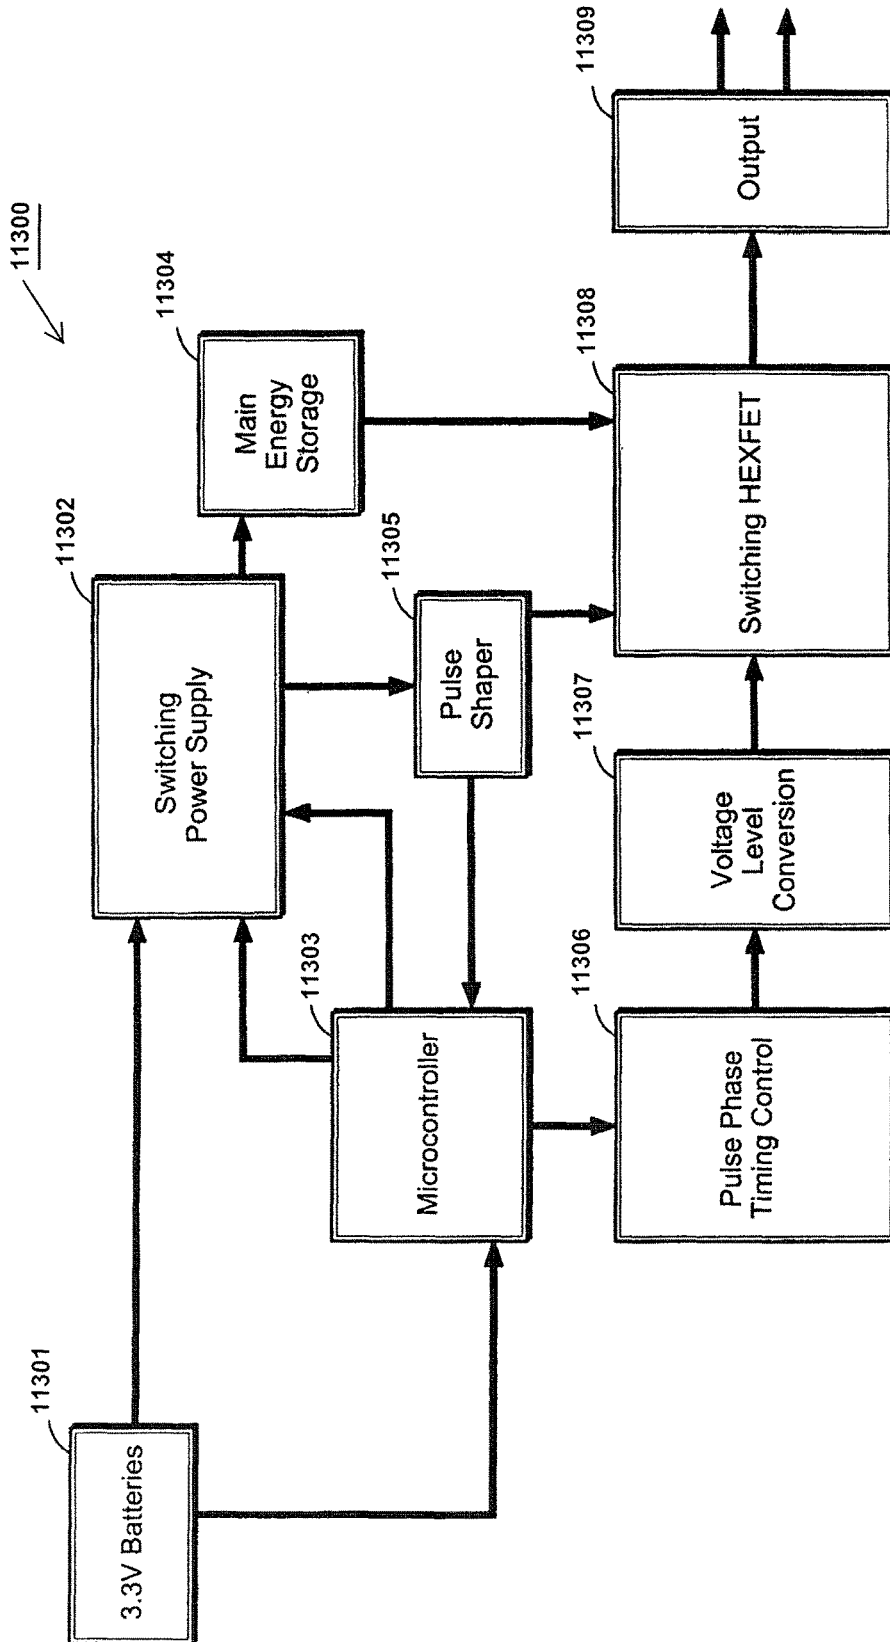 11300
11301
3.3V Batteries
11302
Switching
Power Supply
11303
Microcontroller
11304
Main
Energy
Storage
11305
Pulse
Shaper
11306
Pulse Phase
Timing Control
11307
Voltage
Level
Conversion
11308
Switching HEXFET
11309
Output